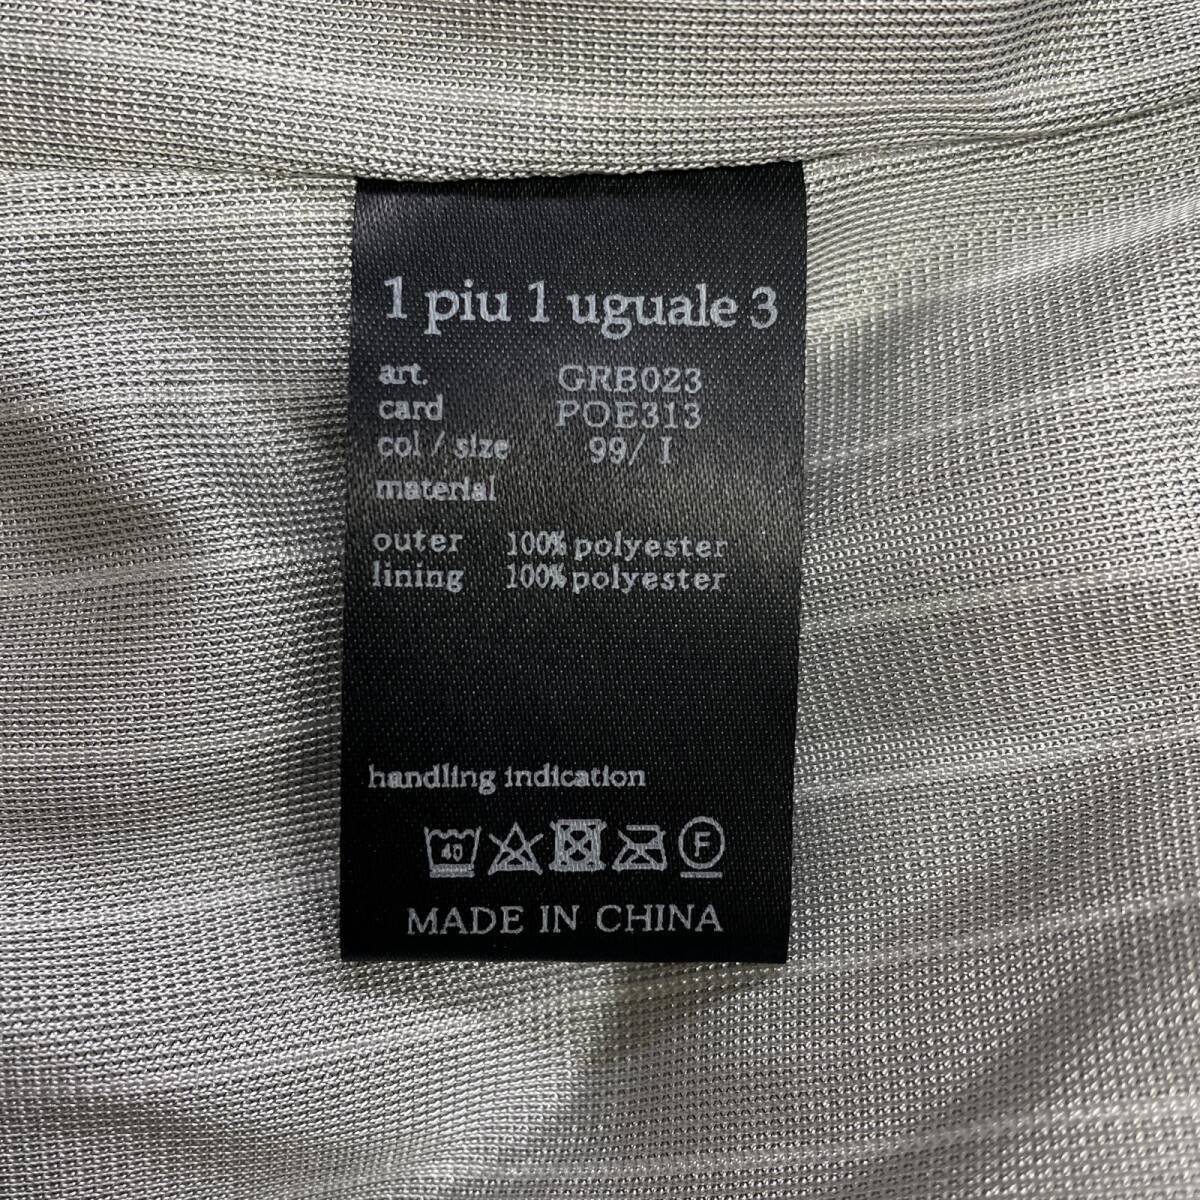 1 piu 1 uguale 3
art. GRB023
card POE313
col / size 99/ I
material
outer 100% polyester
lining 100% polyester
handling indication
40 F
MADE IN CHINA